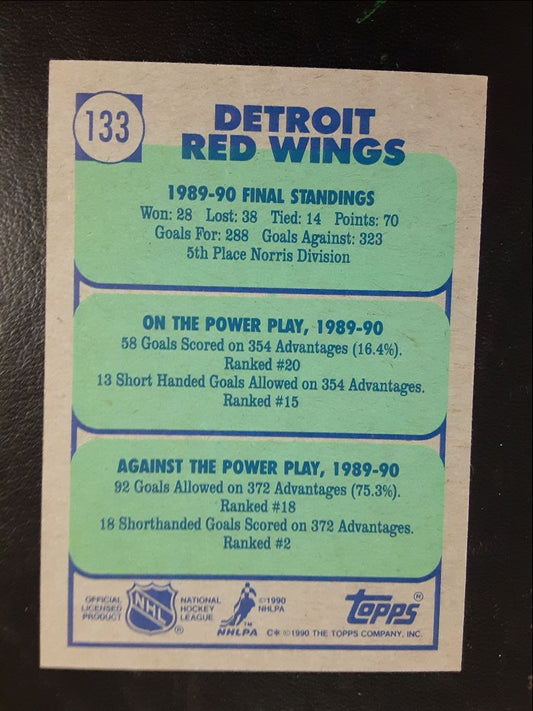 133
DETROIT
RED WINGS
1989-90 FINAL STANDINGS
Won: 28 Lost: 38 Tied: 14 Points: 70
Goals For: 288 Goals Against: 323
5th Place Norris Division
ON THE POWER PLAY, 1989-90
58 Goals Scored on 354 Advantages (16.4%).
Ranked #20
13 Short Handed Goals Allowed on 354 Advantages.
Ranked #15
AGAINST THE POWER PLAY, 1989-90
92 Goals Allowed on 372 Advantages (75.3%).
Ranked #18
18 Shorthanded Goals Scored on 372 Advantages.
Ranked #2
OFFICIAL
LICENSED
PRODUCT
NHL
®
NATIONAL
HOCKEY
LEAGUE
©1990
NHLPA
TM
NHLPA
Topps®
C* ©1990 THE TOPPS COMPANY, INC.